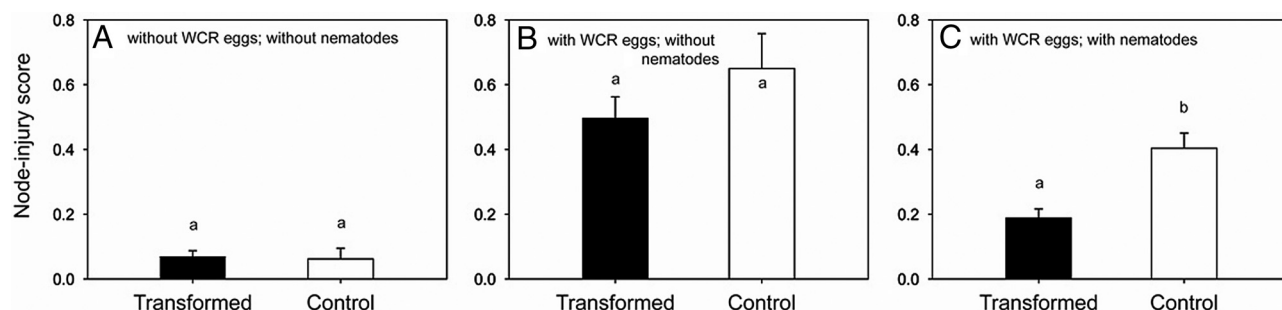 Node-injury score
A without WCR eggs; without nematodes
0.8
0.6
0.4
0.2
0.0
a
a
Transformed
Control
B with WCR eggs; without
nematodes
0.8
0.6
0.4
0.2
0.0
a
a
Transformed
Control
C with WCR eggs; with nematodes
0.8
0.6
0.4
0.2
0.0
a
b
Transformed
Control